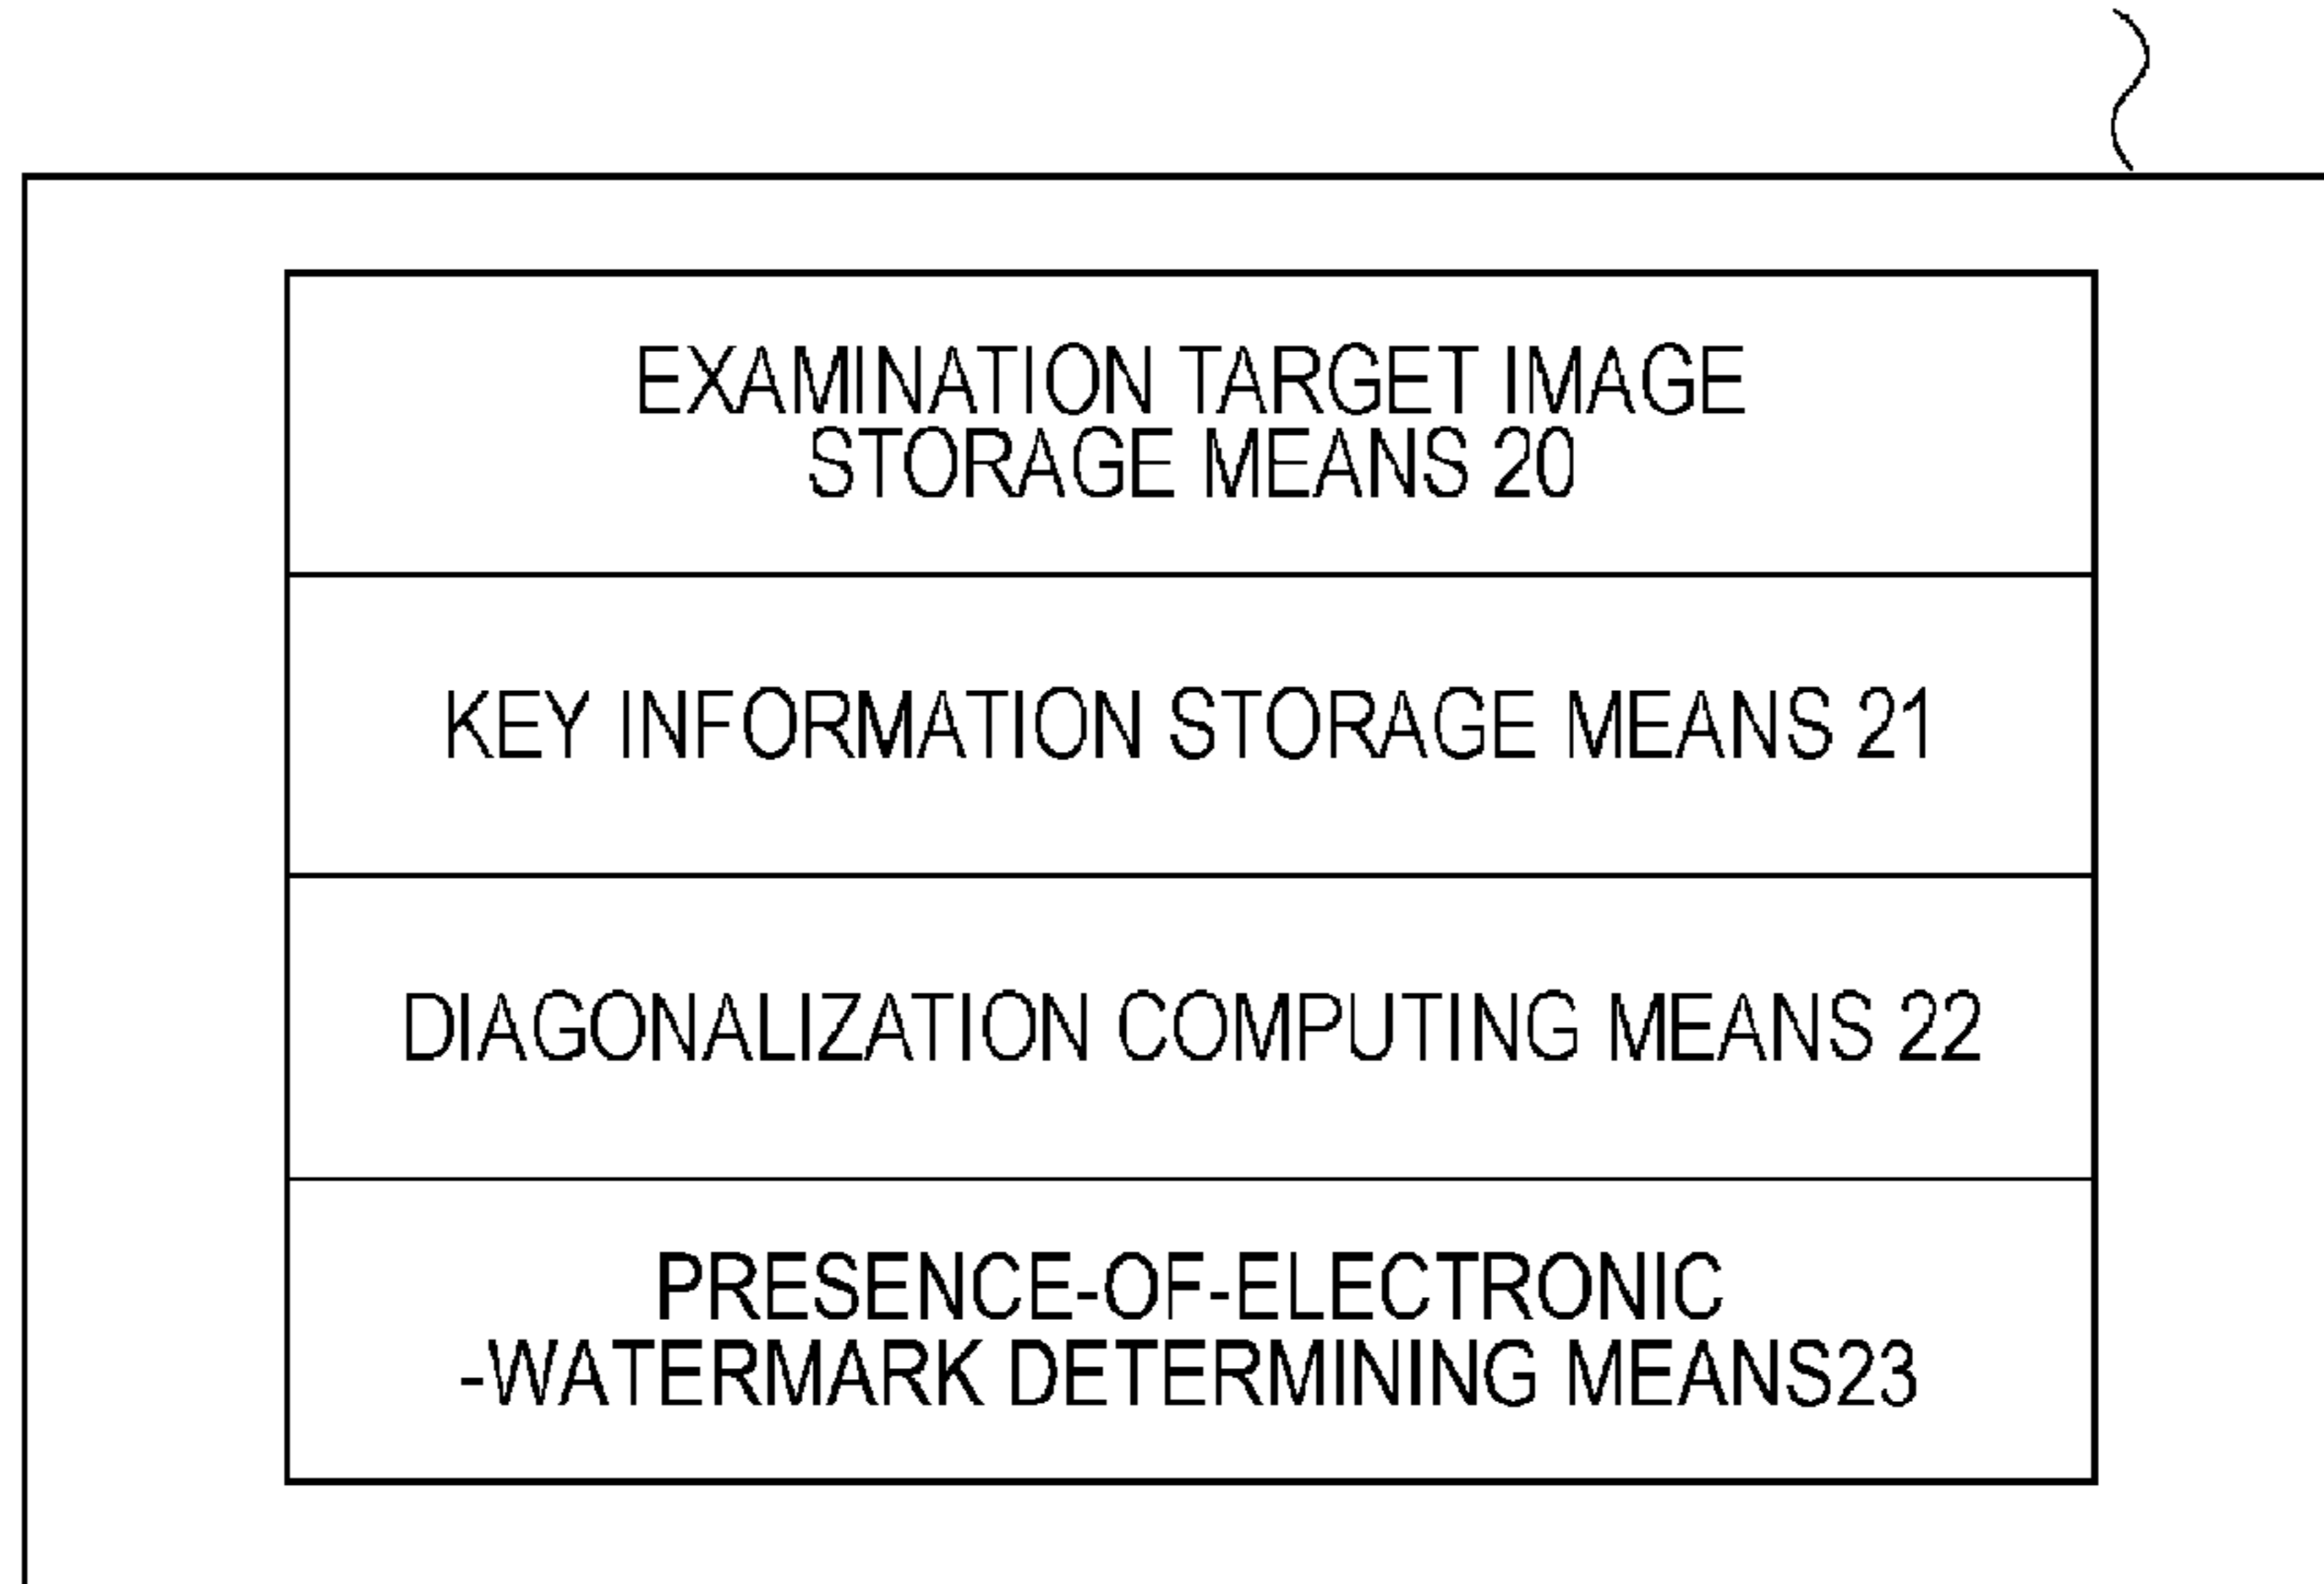 EXAMINATION TARGET IMAGE
STORAGE MEANS 20
KEY INFORMATION STORAGE MEANS 21
DIAGONALIZATION COMPUTING MEANS 22
PRESENCE-OF-ELECTRONIC
-WATERMARK DETERMINING MEANS23